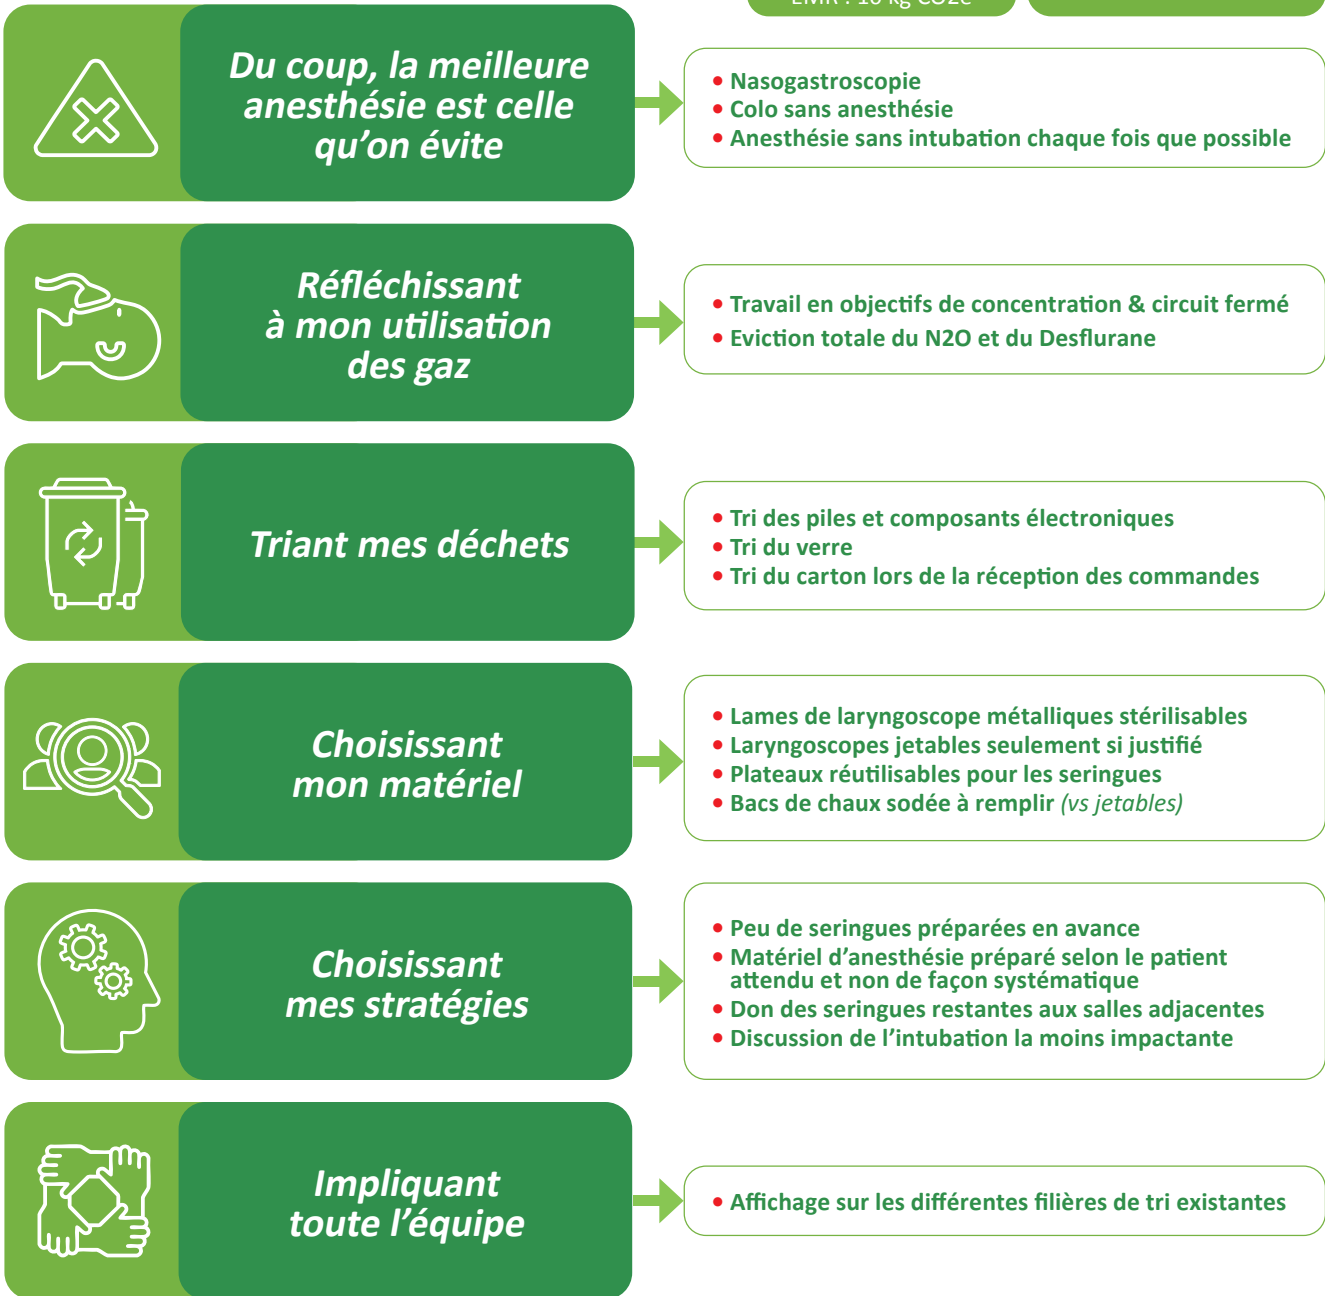 EMR : 10 kg CO2e
Du coup, la meilleure
anesthésie est celle
qu’on évite
• Nasogastroscopie
• Colo sans anesthésie
• Anesthésie sans intubation chaque fois que possible
Réfléchissant
à mon utilisation
des gaz
• Travail en objectifs de concentration & circuit fermé
• Eviction totale du N2O et du Desflurane
Triant mes déchets
• Tri des piles et composants électroniques
• Tri du verre
• Tri du carton lors de la réception des commandes
Choisissant
mon matériel
• Lames de laryngoscope métalliques stérilisables
• Laryngoscopes jetables seulement si justifié
• Plateaux réutilisables pour les seringues
• Bacs de chaux sodée à remplir (vs jetables)
Choisissant
mes stratégies
• Peu de seringues préparées en avance
• Matériel d’anesthésie préparé selon le patient
attendu et non de façon systématique
• Don des seringues restantes aux salles adjacentes
• Discussion de l’intubation la moins impactante
Impliquant
toute l’équipe
• Affichage sur les différentes filières de tri existantes